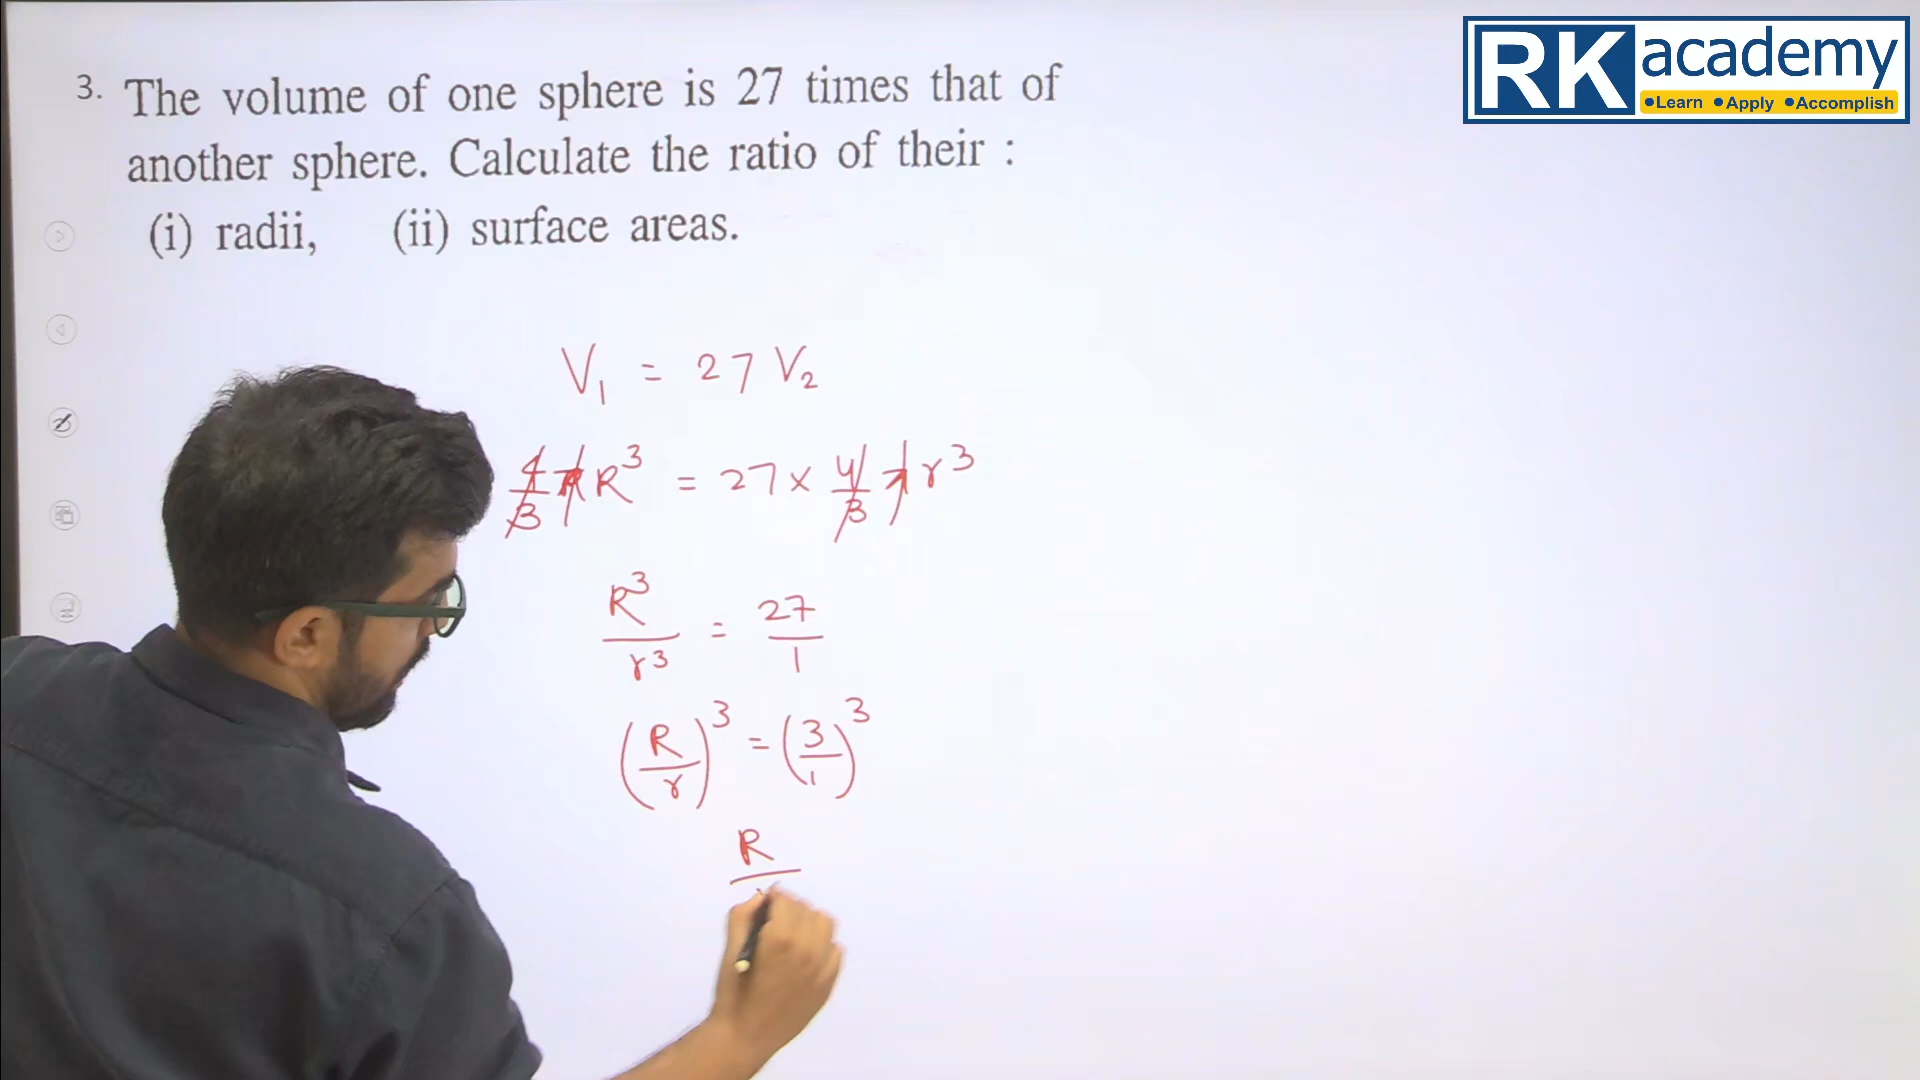 RK academy
•Learn •Apply •Accomplish
3. The volume of one sphere is 27 times that of
another sphere. Calculate the ratio of their :
(i) radii, (ii) surface areas.
V₁ = 27 V₂
4/3 π R³ = 27 × 4/3 π r³
R³/r³ = 27/1
(R/r)³ = (3/1)³
R